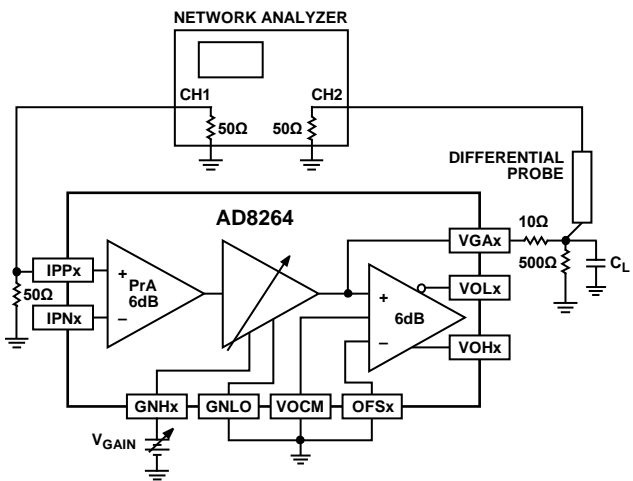 NETWORK ANALYZER
CH1
CH2
50Ω
50Ω
DIFFERENTIAL
PROBE
AD8264
10Ω
VGAx
500Ω
CL
IPPx
+
PrA
6dB
–
50Ω
IPNx
+
6dB
–
VOLx
VOHx
GNHx
GNLO
VOCM
OFSx
VGAIN